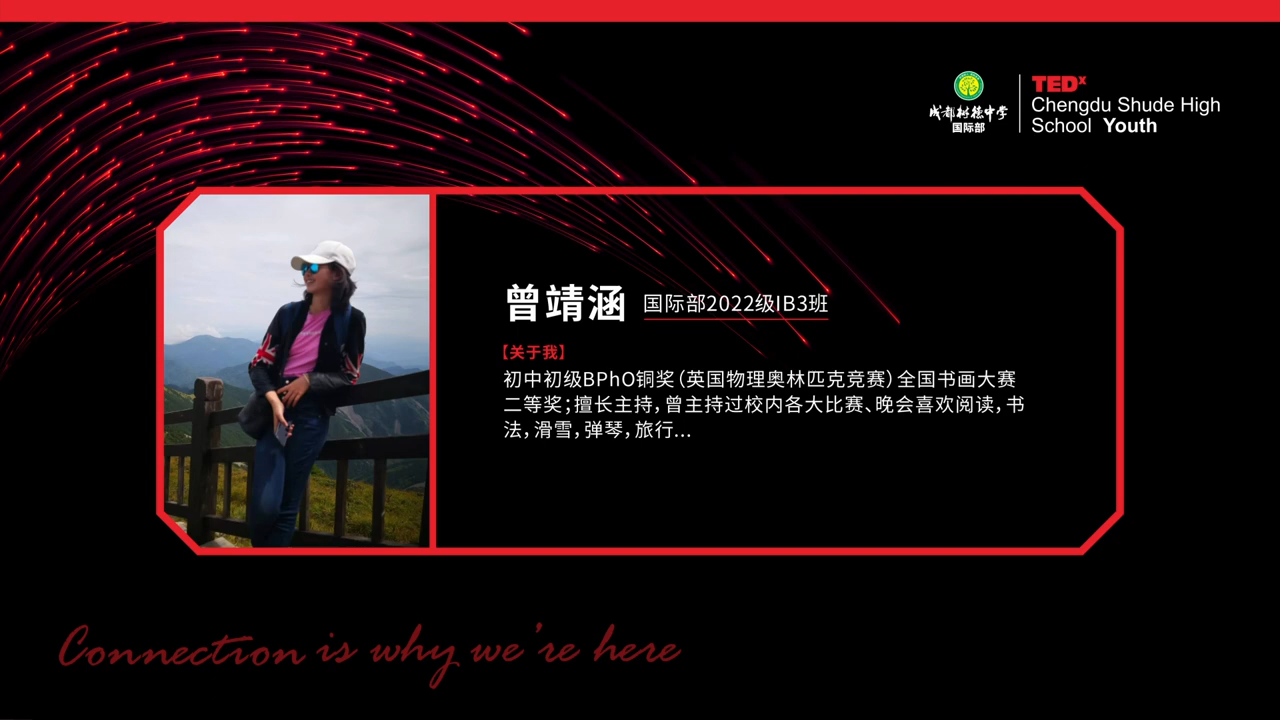 成都树德中学
国际部
TEDx
Chengdu Shude High
School Youth
曾靖涵 国际部2022级IB3班
【关于我】
初中初级BPhO铜奖（英国物理奥林匹克竞赛）全国书画大赛
二等奖；擅长主持，曾主持过校内各大比赛、晚会喜欢阅读，书
法，滑雪，弹琴，旅行...
Connection is why we're here